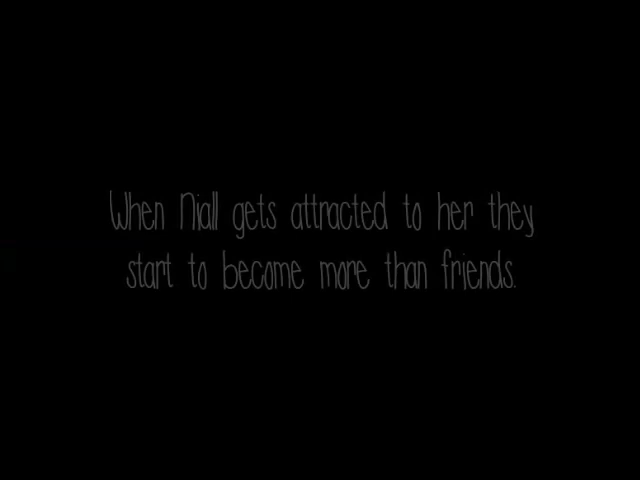 When Niall gets attracted to her they
start to become more than friends.